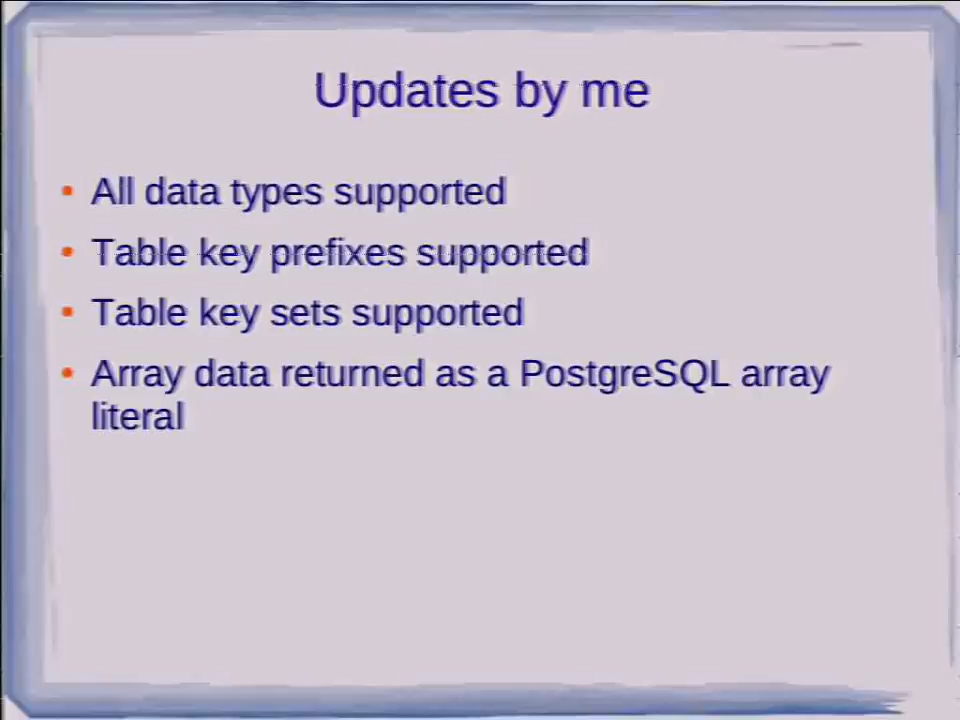 Updates by me
• All data types supported
• Table key prefixes supported
• Table key sets supported
• Array data returned as a PostgreSQL array
literal